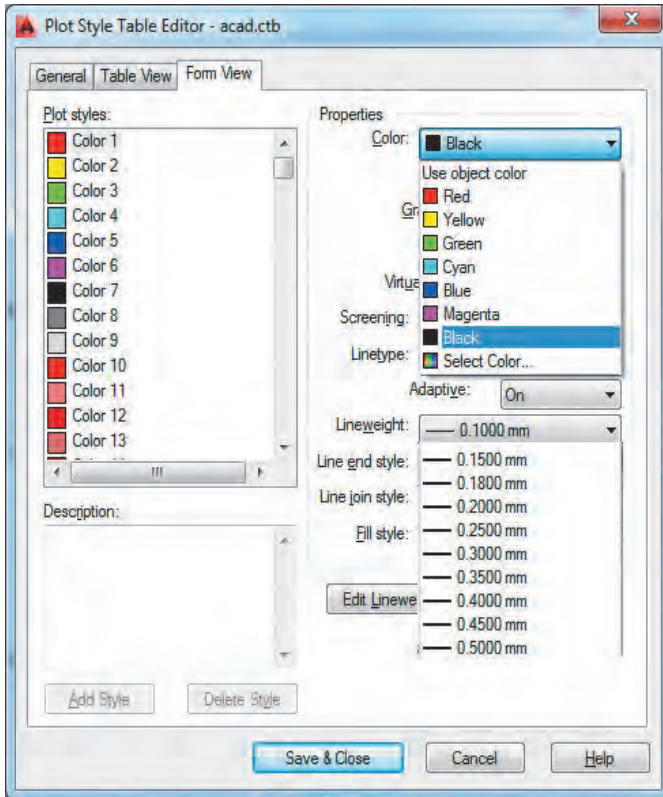 Plot Style Table Editor - acad.ctb
General Table View Form View
Plot styles:
Color 1
Color 2
Color 3
Color 4
Color 5
Color 6
Color 7
Color 8
Color 9
Color 10
Color 11
Color 12
Color 13
Description:
Add Style Delete Style
Properties
Color: Black
Use object color
Red
Yellow
Gr Green
Cyan
Virtua Blue
Screening: Magenta
Black
Linetype: Select Color...
Adaptive: On
Lineweight: 0.1000 mm
Line end style: 0.1500 mm
0.1800 mm
Line join style: 0.2000 mm
0.2500 mm
Fill style: 0.3000 mm
0.3500 mm
Edit Linewe 0.4000 mm
0.4500 mm
0.5000 mm
Save & Close Cancel Help